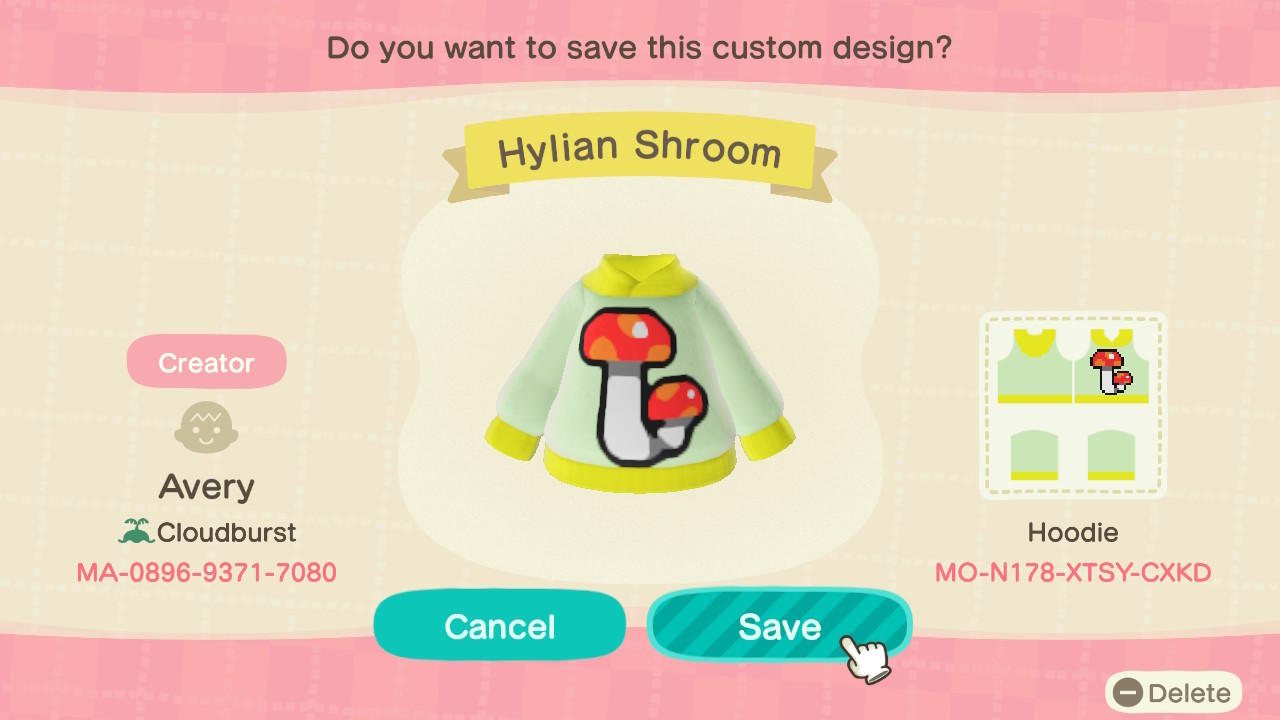 Do you want to save this custom design?
Hylian Shroom
Creator
Avery
Cloudburst
MA-0896-9371-7080
Hoodie
MO-N178-XTSY-CXKD
Cancel
Save
Delete